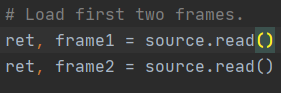 # Load first two frames.
ret, frame1 = source.read()
ret, frame2 = source.read()